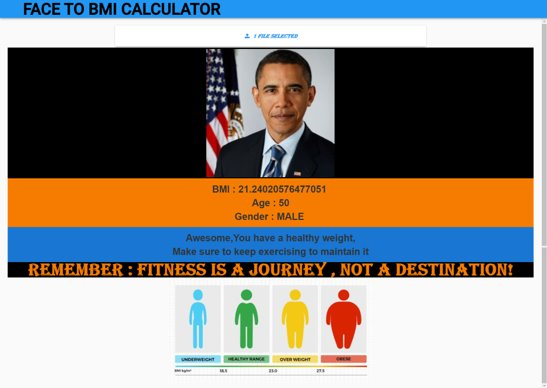 FACE TO BMI CALCULATOR
1 FILE SELECTED
BMI : 21.24020576477051
Age : 50
Gender : MALE
Awesome,You have a healthy weight,
Make sure to keep exercising to maintain it
REMEMBER : FITNESS IS A JOURNEY , NOT A DESTINATION!
UNDERWEIGHT HEALTHY RANGE OVER WEIGHT OBESE
BMI kg/m² 18.5 23.0 27.5